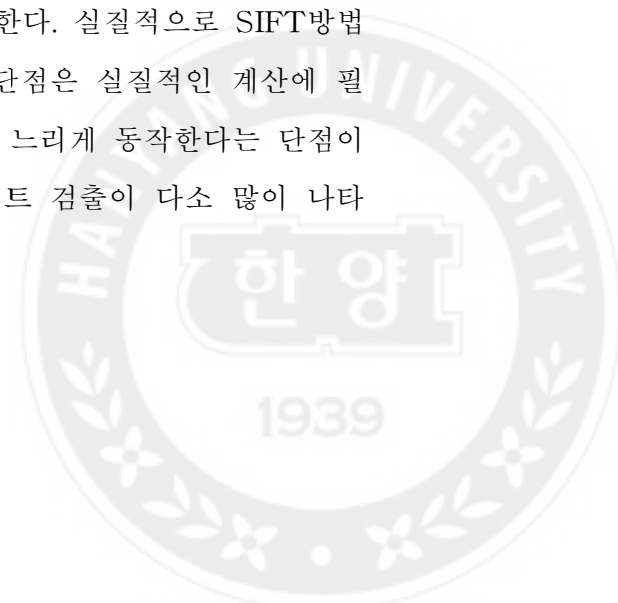 한다. 실질적으로 SIFT방법
단점은 실질적인 계산에 필
느리게 동작한다는 단점이
트 검출이 다소 많이 나타
HANYANG UNIVERSITY
한양
1939